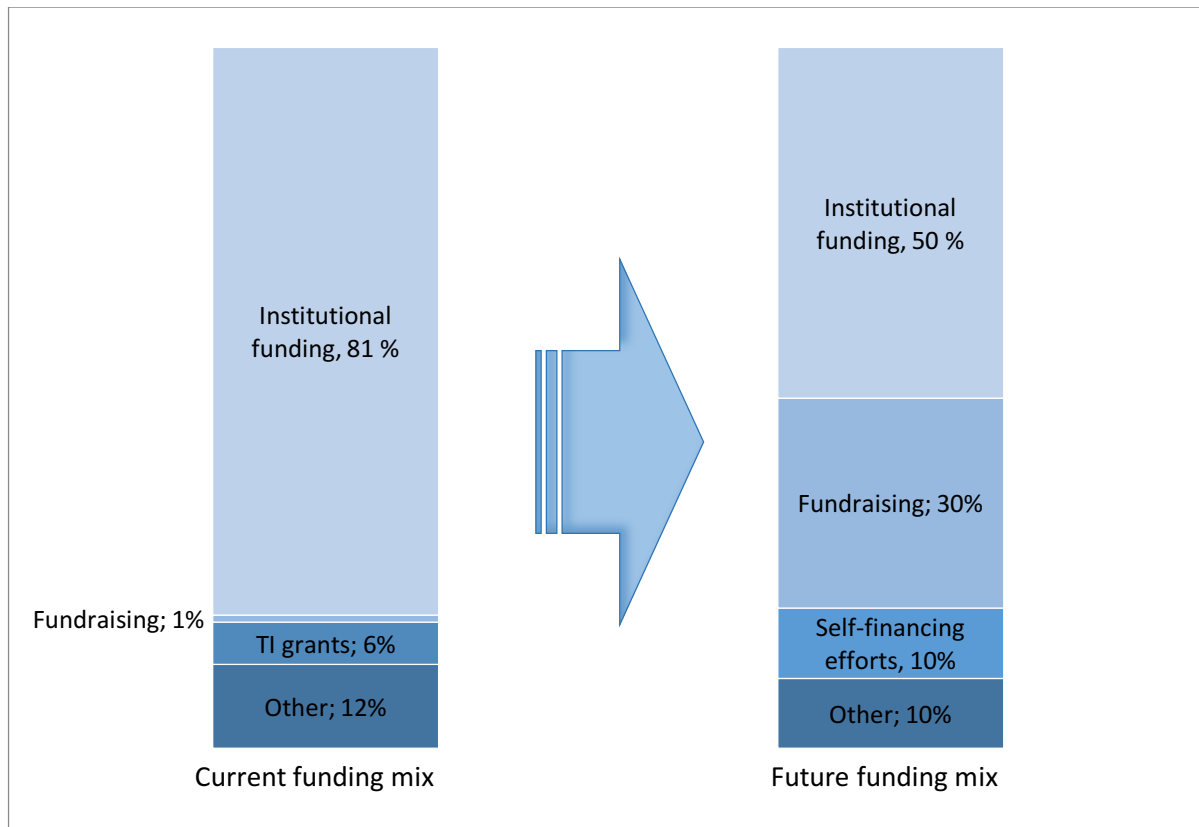 Institutional
funding, 81 %
Fundraising; 1%
TI grants; 6%
Other; 12%
Current funding mix
Institutional
funding, 50 %
Fundraising; 30%
Self-financing
efforts, 10%
Other; 10%
Future funding mix